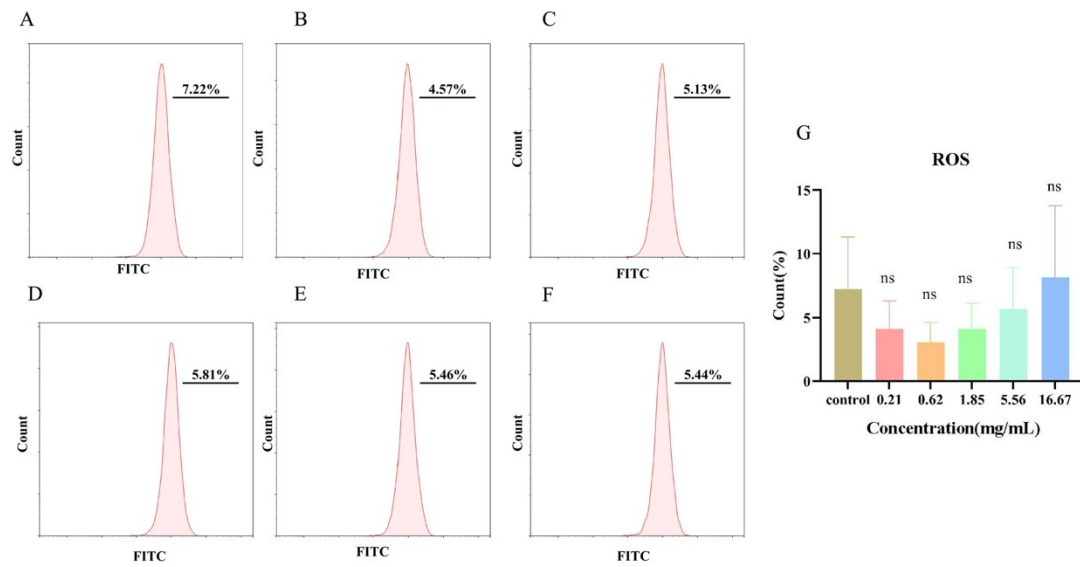 A
7.22%
Count
FITC
B
4.57%
Count
FITC
C
5.13%
Count
FITC
D
5.81%
Count
FITC
E
5.46%
Count
FITC
F
5.44%
Count
FITC
G
ROS
Count(%)
15
10
5
0
ns
ns
ns
ns
ns
control 0.21 0.62 1.85 5.56 16.67
Concentration(mg/mL)